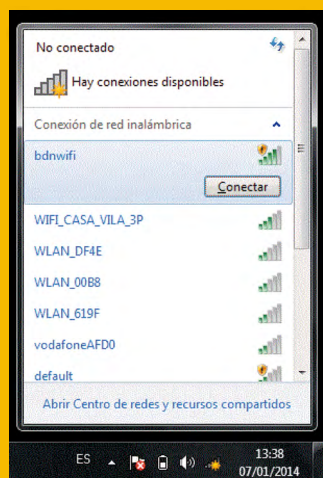 No conectado
Hay conexiones disponibles
Conexión de red inalámbrica
bdnwifi
Conectar
WIFI_CASA_VILA_3P
WLAN_DF4E
WLAN_00B8
WLAN_619F
vodafoneAFD0
default
Abrir Centro de redes y recursos compartidos
ES
13:38
07/01/2014